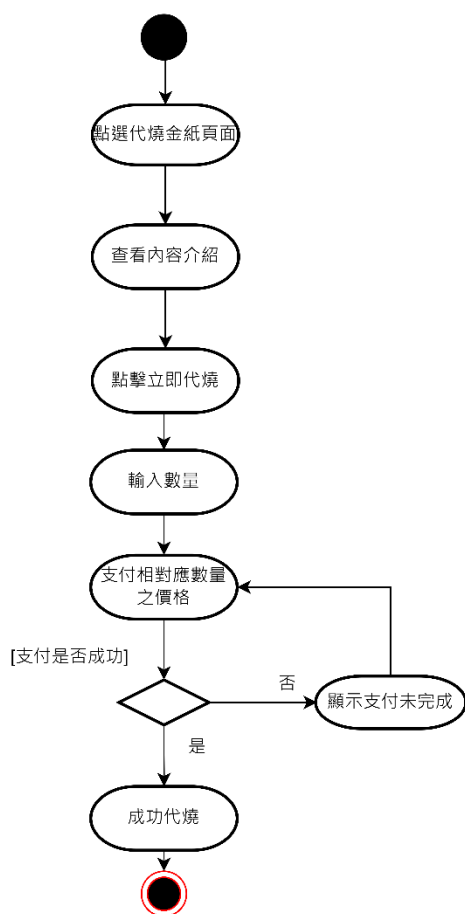 點選代燒金紙頁面
查看內容介紹
點擊立即代燒
輸入數量
支付相對應數量
之價格
[支付是否成功]
否
顯示支付未完成
是
成功代燒